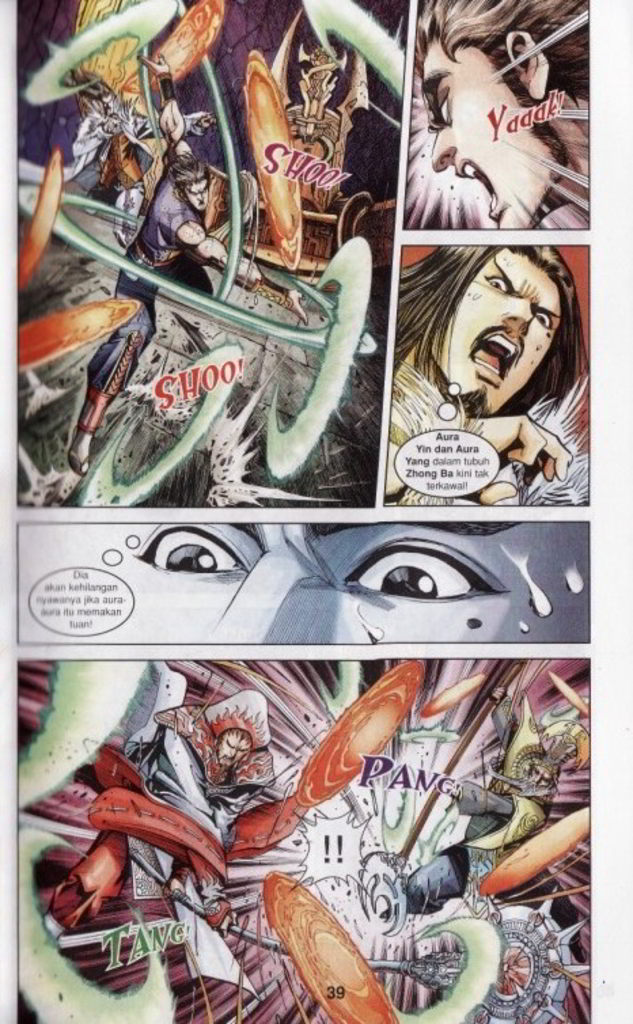 SHOO!
SHOO!
Yaaak!
Aura
Yin dan Aura
Yang dalam tubuh
Zhong Ba kini tak
terkawal!
Dia
akan kehilangan
nyawanya jika aura-
aura itu memakan
tuan!
PANG!
!!
TANG!
39